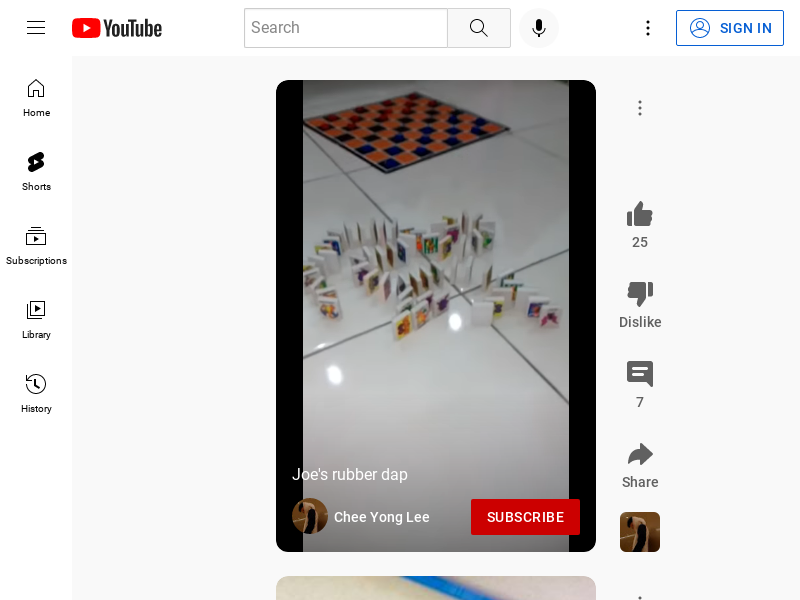 YouTube
Search
SIGN IN
Home
Shorts
Subscriptions
Library
History
25
Dislike
7
Share
Joe's rubber dap
Chee Yong Lee
SUBSCRIBE